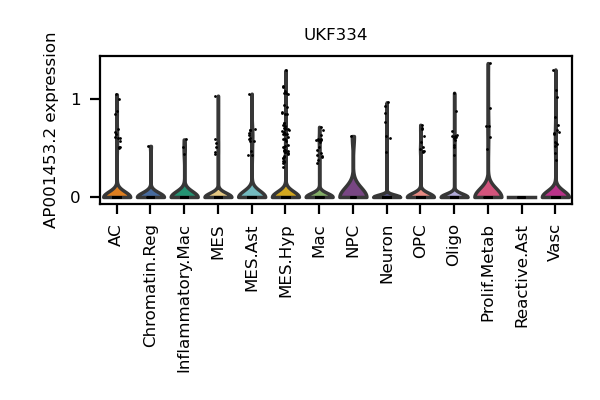 UKF334
AP001453.2 expression
1
0
AC
Chromatin.Reg
Inflammatory.Mac
MES
MES.Ast
MES.Hyp
Mac
NPC
Neuron
OPC
Oligo
Prolif.Metab
Reactive.Ast
Vasc